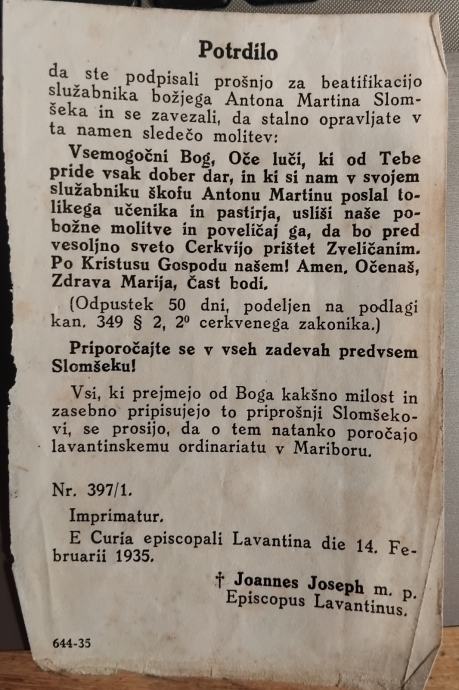 Potrdilo
da ste podpisali prošnjo za beatifikacijo
služabnika božjega Antona Martina Slom-
šeka in se zavezali, da stalno opravljate v
ta namen sledečo molitev:
Vsemogočni Bog, Oče luči, ki od Tebe
pride vsak dober dar, in ki si nam v svojem
služabniku škofu Antonu Martinu poslal to-
likega učenika in pastirja, usliši naše po-
božne molitve in poveličaj ga, da bo pred
vesoljno sveto Cerkvijo prištet Zveličanim.
Po Kristusu Gospodu našem! Amen. Očenaš,
Zdrava Marija, Čast bodi.
(Odpustek 50 dni, podeljen na podlagi
kan. 349 § 2, 2⁰ cerkvenega zakonika.)
Priporočajte se v vseh zadevah predvsem
Slomšeku!
Vsi, ki prejmejo od Boga kakšno milost in
zasebno pripisujejo to priprošnji Slomšeko-
vi, se prosijo, da o tem natanko poročajo
lavantinskemu ordinariatu v Mariboru.
Nr. 397/1.
Imprimatur.
E Curia episcopali Lavantina die 14. Fe-
bruarii 1935.
† Joannes Joseph m. p.
Episcopus Lavantinus.
644-35